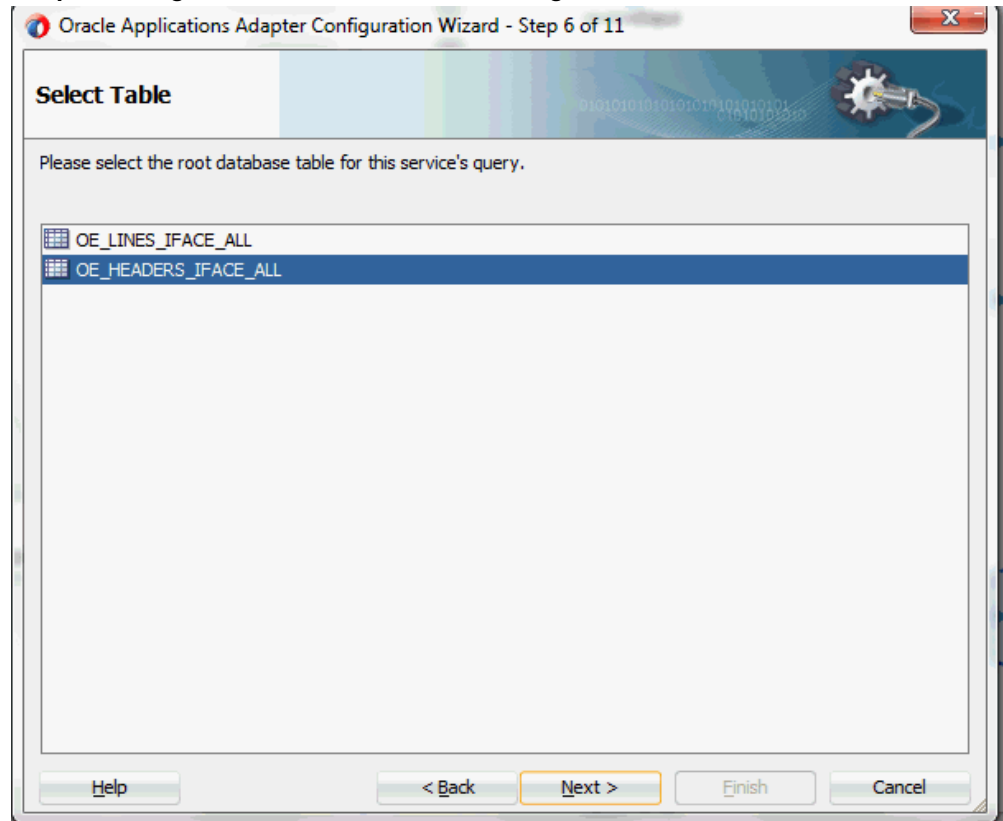 Oracle Applications Adapter Configuration Wizard - Step 6 of 11
Select Table
Please select the root database table for this service's query.
OE_LINES_IFACE_ALL
OE_HEADERS_IFACE_ALL
Help
< Back
Next >
Finish
Cancel